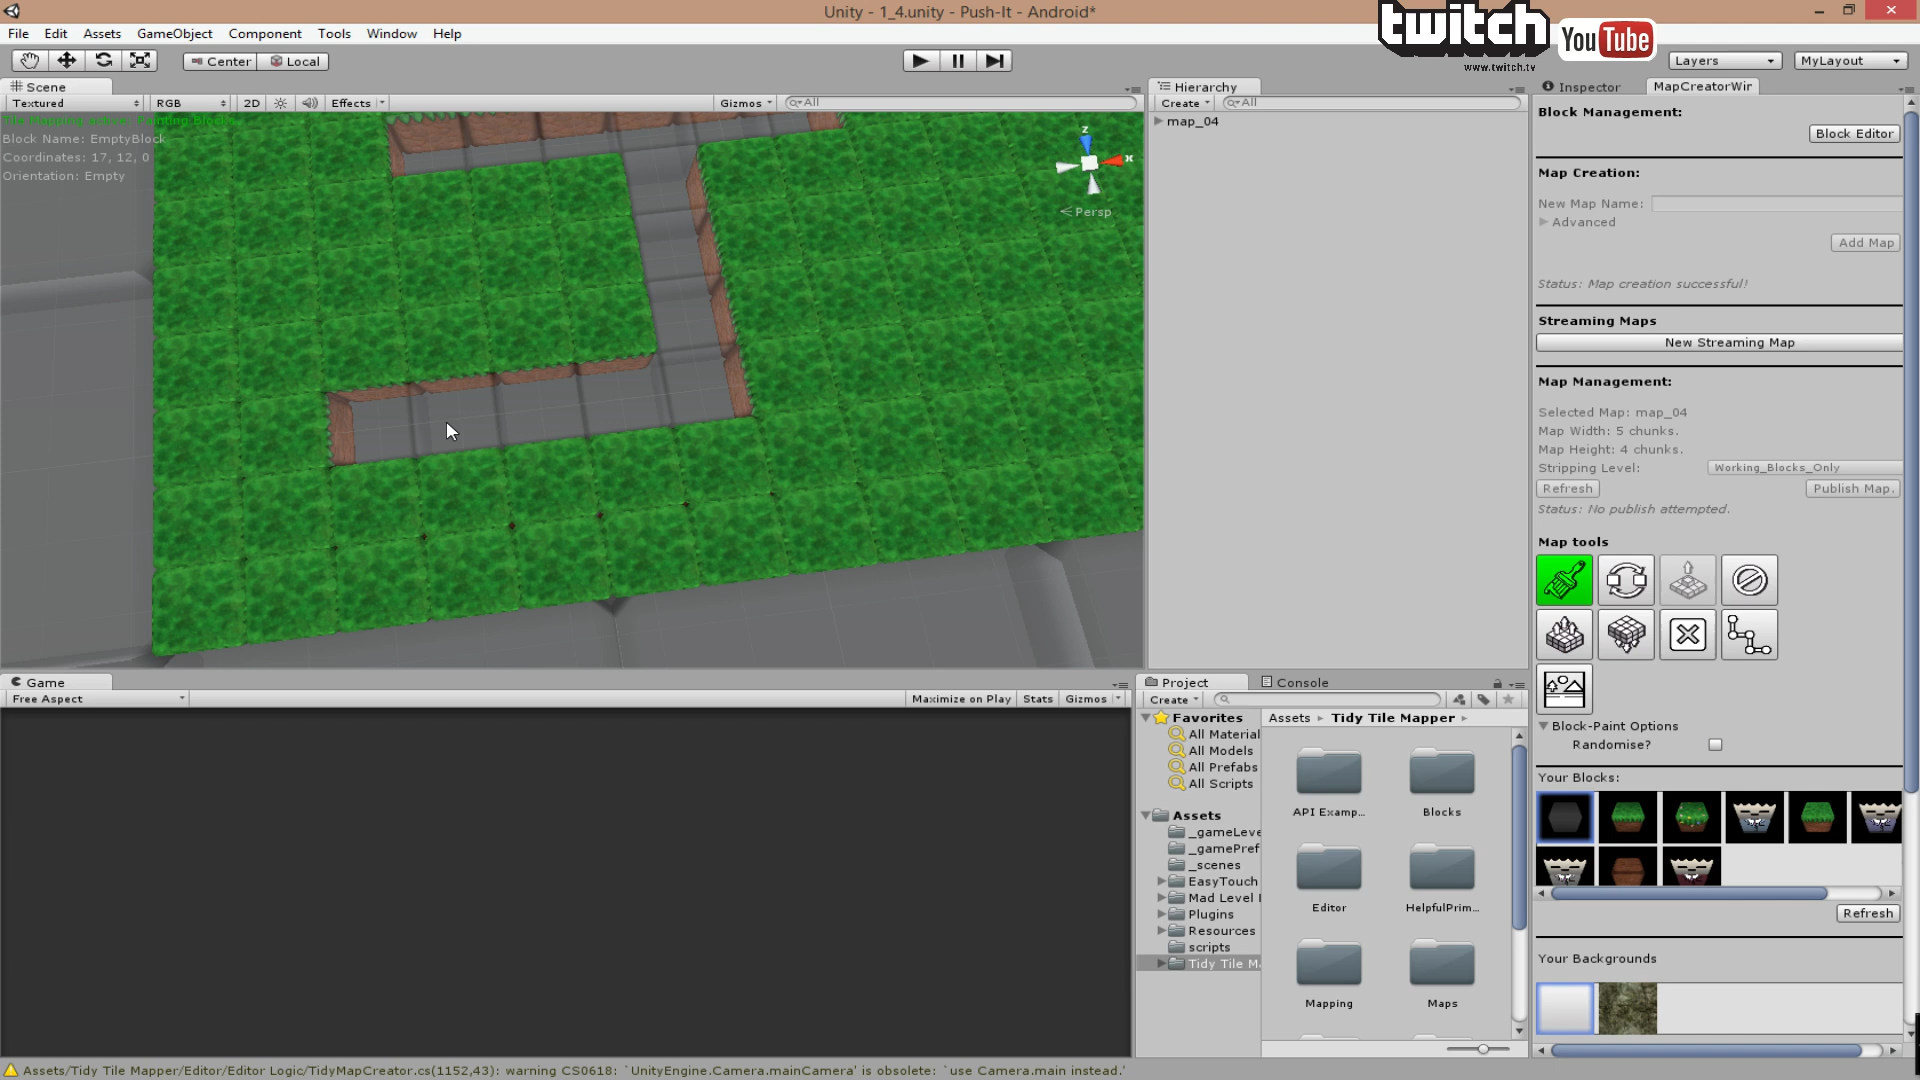 Unity - 1_4.unity - Push-It - Android*
twitch
www.twitch.tv
YouTube
File Edit Assets GameObject Component Tools Window Help
Center Local
Layers MyLayout
Scene
Textured RGB 2D Effects Gizmos All
Tile Mapping active: Painting Blocks
Block Name: EmptyBlock
Coordinates: 17, 12, 0
Orientation: Empty
z
x
Persp
Hierarchy
Create All
map_04
Inspector MapCreatorWir
Block Management:
Block Editor
Map Creation:
New Map Name:
Advanced
Add Map
Status: Map creation successful!
Streaming Maps
New Streaming Map
Map Management:
Selected Map: map_04
Map Width: 5 chunks.
Map Height: 4 chunks.
Stripping Level: Working_Blocks_Only
Refresh Publish Map.
Status: No publish attempted.
Map tools
Block-Paint Options
Randomise?
Your Blocks:
Refresh
Your Backgrounds
Game
Free Aspect Maximize on Play Stats Gizmos
Project Console
Create
Favorites
All Material
All Models
All Prefabs
All Scripts
Assets
_gameLeve
_gamePref
_scenes
EasyTouch
Mad Level
Plugins
Resources
scripts
Tidy Tile M
Assets Tidy Tile Mapper
API Examp...
Blocks
Editor
HelpfulPrim...
Mapping
Maps
Assets/Tidy Tile Mapper/Editor/Editor Logic/TidyMapCreator.cs(1152,43): warning CS0618: `UnityEngine.Camera.mainCamera' is obsolete: `use Camera.main instead.'